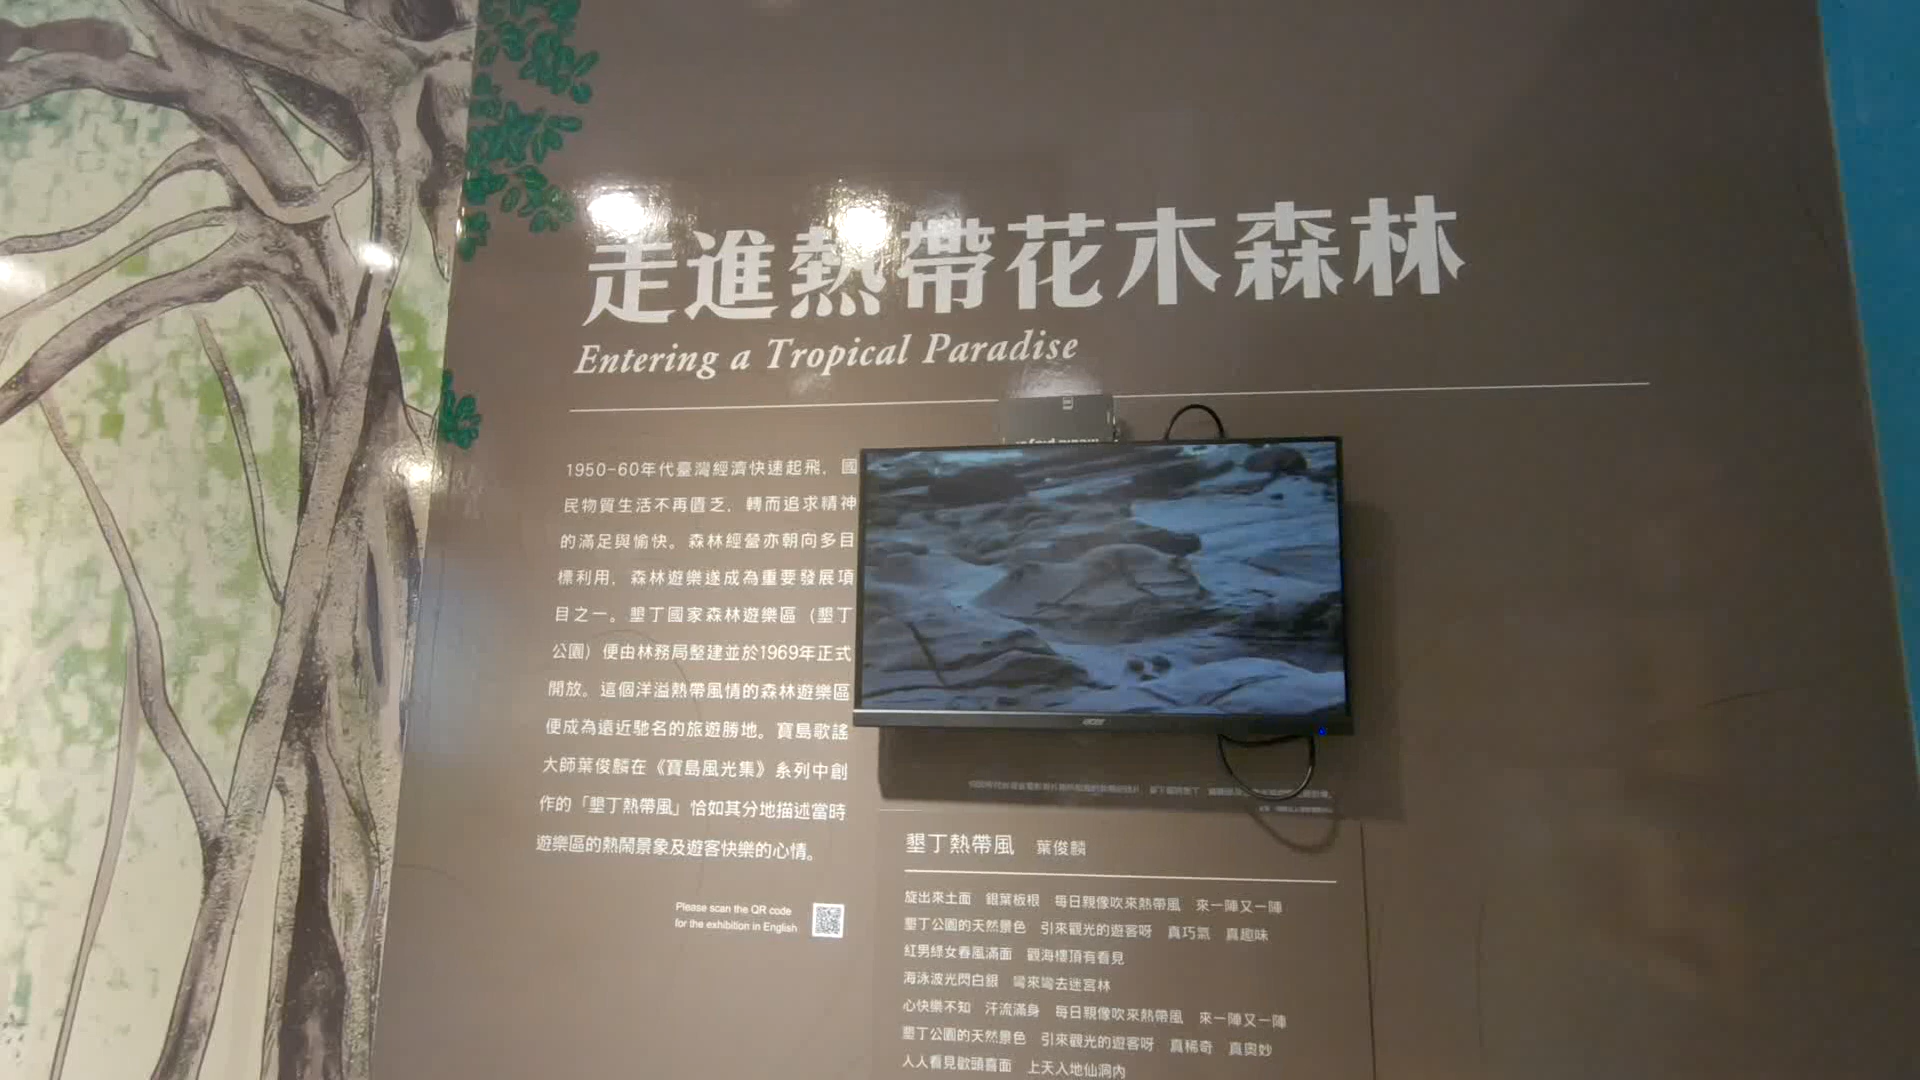 走進熱帶花木森林
Entering a Tropical Paradise
1950-60年代臺灣經濟快速起飛，國
民物質生活不再匱乏，轉而追求精神
的滿足與愉快。森林經營亦朝向多目
標利用，森林遊樂遂成為重要發展項
目之一。墾丁國家森林遊樂區（墾丁
公園）便由林務局整建並於1969年正式
開放。這個洋溢熱帶風情的森林遊樂區
便成為遠近馳名的旅遊勝地。寶島歌謠
大師葉俊麟在《寶島風光集》系列中創
作的「墾丁熱帶風」恰如其分地描述當時
遊樂區的熱鬧景象及遊客快樂的心情。
Please scan the QR code
for the exhibition in English
acer
墾丁熱帶風 葉俊麟
旋出來土面 銀葉板根 每日親像吹來熱帶風 來一陣又一陣
墾丁公園的天然景色 引來觀光的遊客呀 真巧氣 真趣味
紅男綠女春風滿面 觀海樓頂有看見
海泳波光閃白銀 彎來彎去迷宮林
心快樂不知 汗流滿身 每日親像吹來熱帶風 來一陣又一陣
墾丁公園的天然景色 引來觀光的遊客呀 真稀奇 真奧妙
人人看見歡頭喜面 上天入地仙洞內